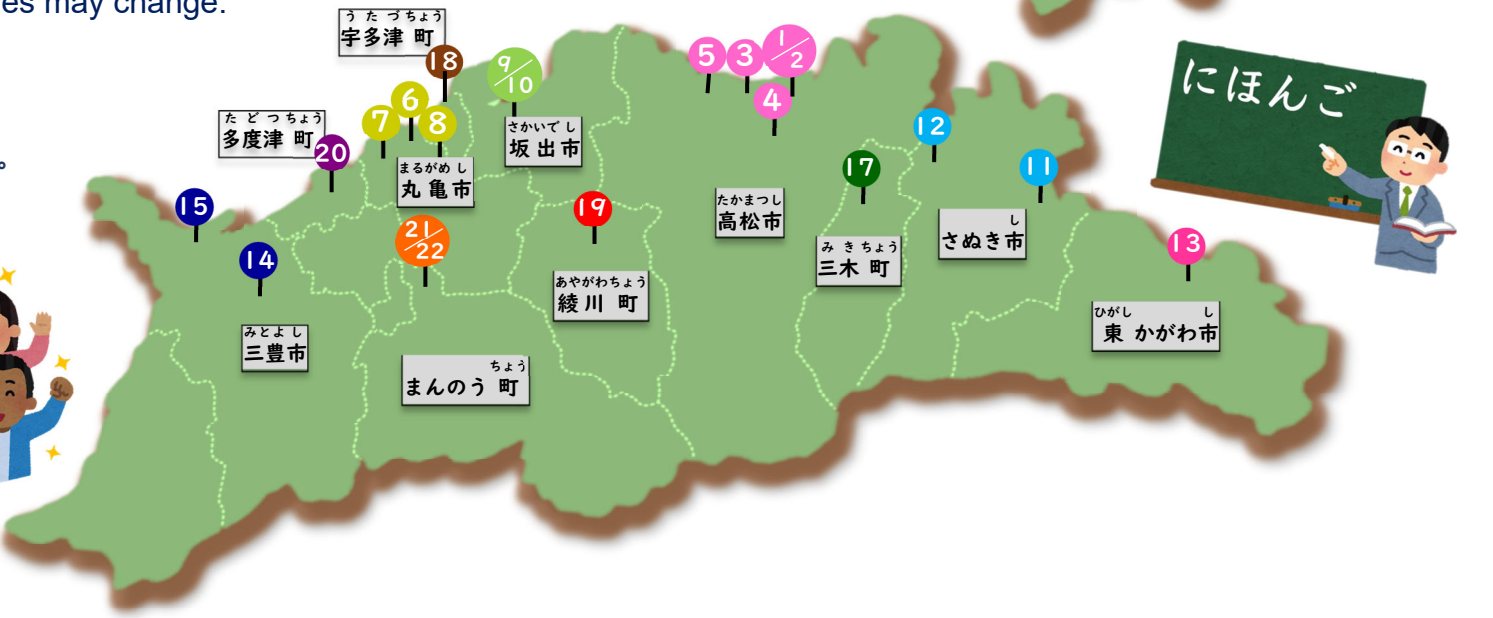 es may change.
。
うたづちょう
宇多津 町
18
9/10
5
3
1/2
4
6
7
8
たどつちょう
多度津 町
20
さかいでし
坂出市
まるがめし
丸亀市
12
11
17
15
19
たかまつし
高松市
し
さぬき市
21/22
14
みきちょう
三木 町
13
あやがわちょう
綾川 町
ひがし し
東 かがわ市
みとよし
三豊市
ちょう
まんのう 町
にほんご